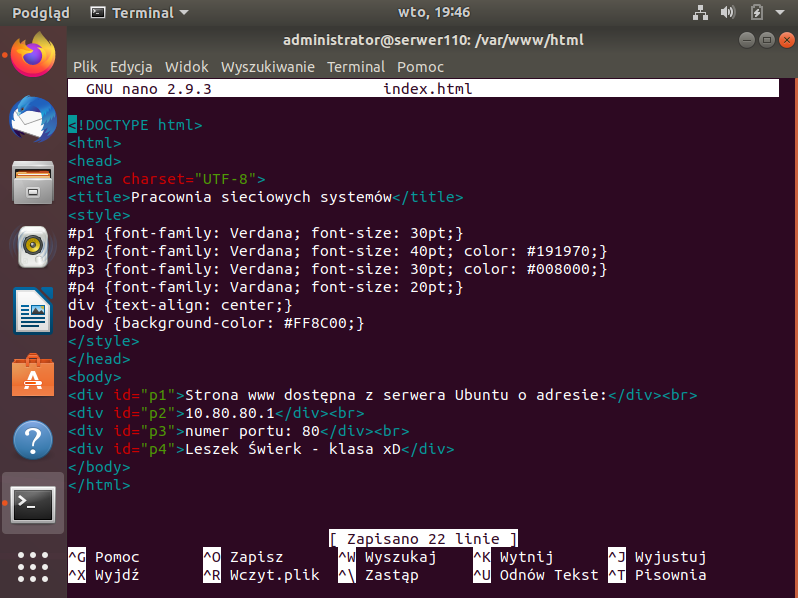 Podgląd Terminal wto, 19:46
administrator@serwer110: /var/www/html
Plik Edycja Widok Wyszukiwanie Terminal Pomoc
GNU nano 2.9.3 index.html
<!DOCTYPE html>
<html>
<head>
<meta charset="UTF-8">
<title>Pracownia sieciowych systemów</title>
<style>
#p1 {font-family: Verdana; font-size: 30pt;}
#p2 {font-family: Verdana; font-size: 40pt; color: #191970;}
#p3 {font-family: Verdana; font-size: 30pt; color: #008000;}
#p4 {font-family: Vardana; font-size: 20pt;}
div {text-align: center;}
body {background-color: #FF8C00;}
</style>
</head>
<body>
<div id="p1">Strona www dostępna z serwera Ubuntu o adresie:</div><br>
<div id="p2">10.80.80.1</div><br>
<div id="p3">numer portu: 80</div><br>
<div id="p4">Leszek Świerk - klasa xD</div>
</body>
</html>
[ Zapisano 22 linie ]
^G Pomoc ^O Zapisz ^W Wyszukaj ^K Wytnij ^J Wyjustuj
^X Wyjdź ^R Wczyt.plik ^\ Zastąp ^U Odnów Tekst ^T Pisownia